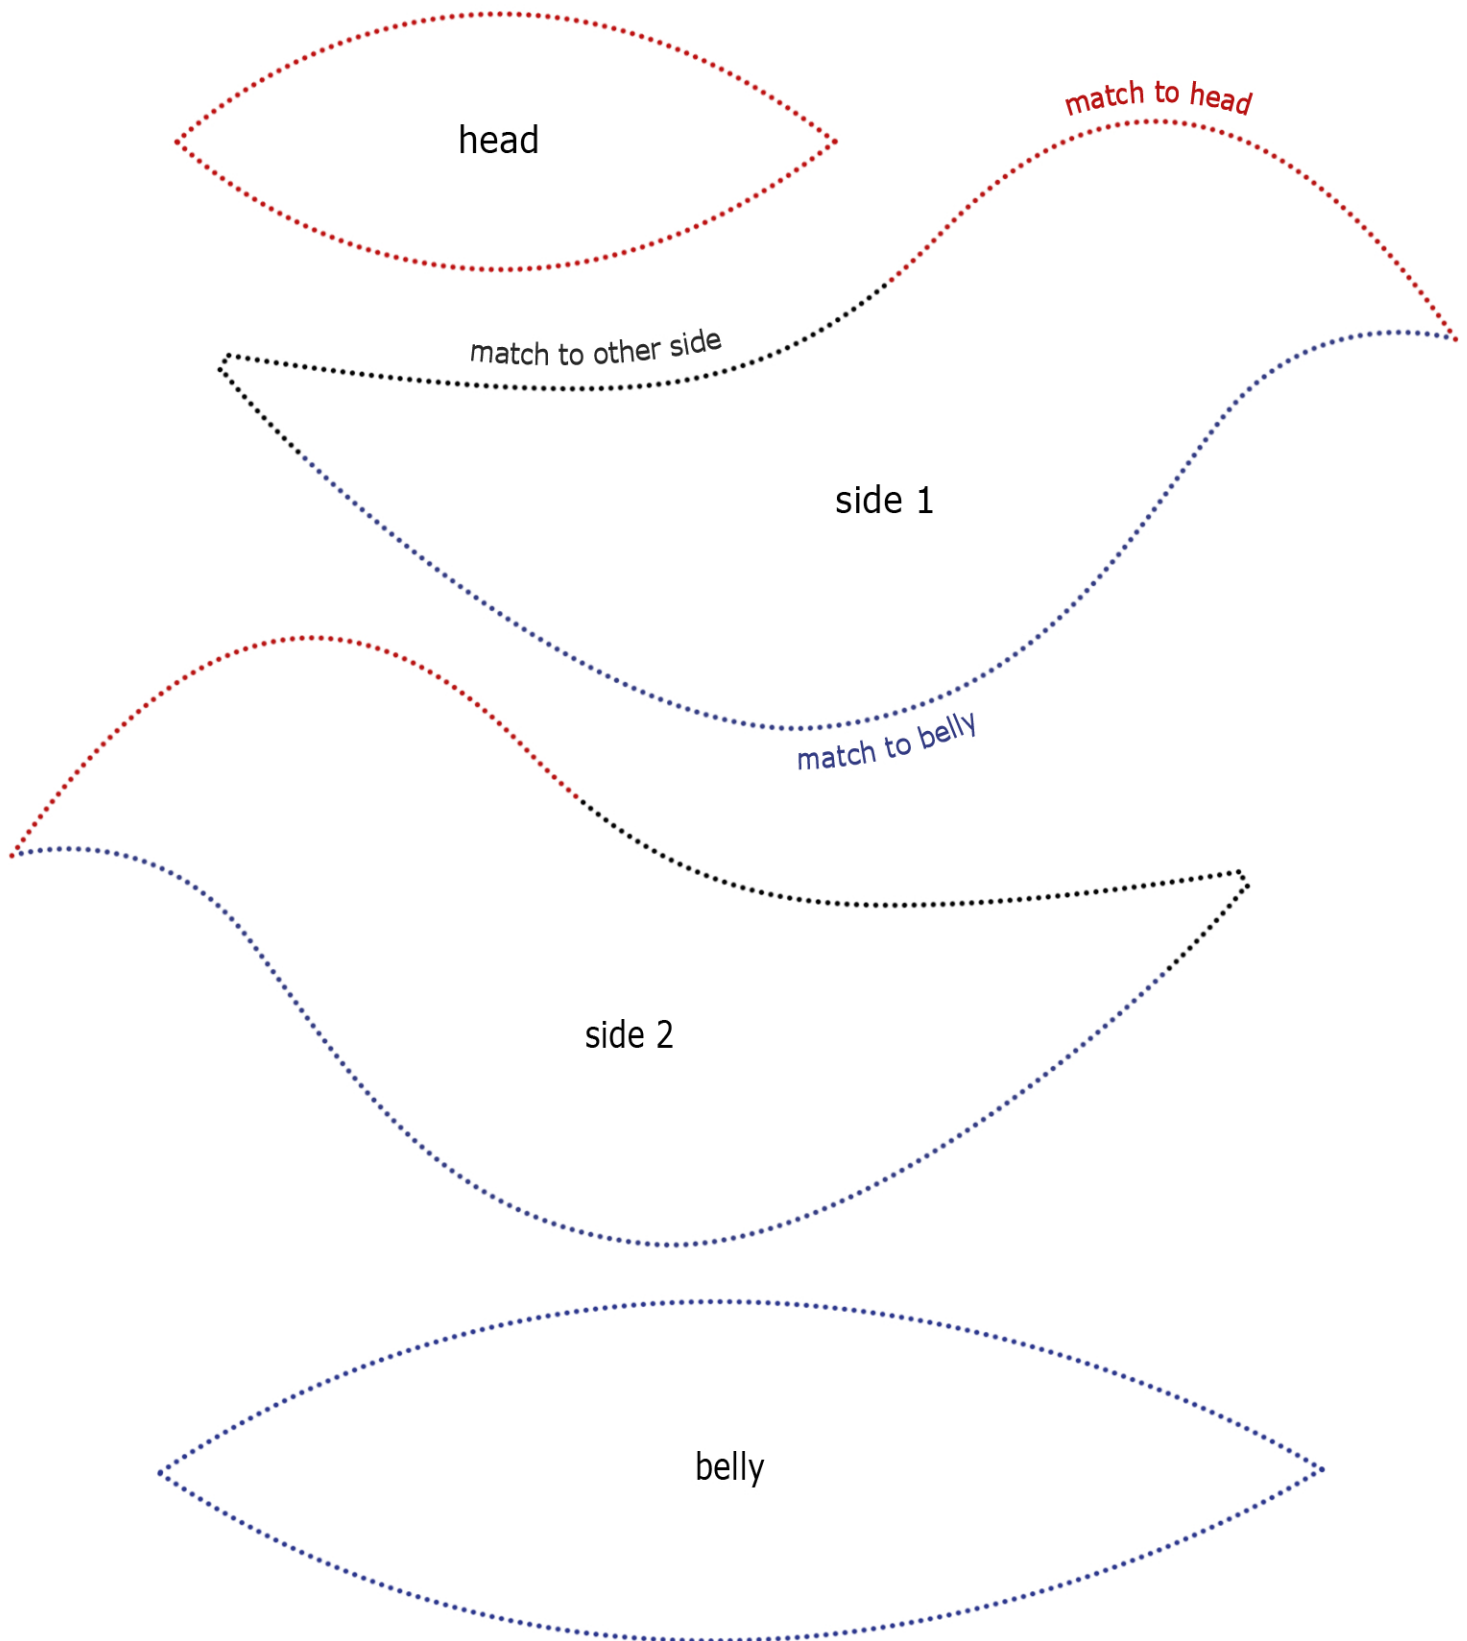 head
match to head
match to other side
side 1
match to belly
side 2
belly